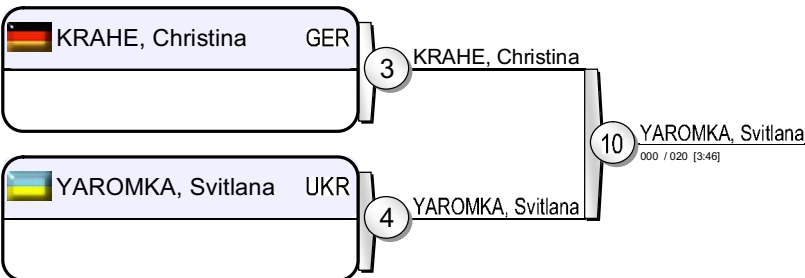 KRAHE, Christina GER
3
KRAHE, Christina
10
YAROMKA, Svitlana
000 / 020 [3:46]
YAROMKA, Svitlana UKR
4
YAROMKA, Svitlana